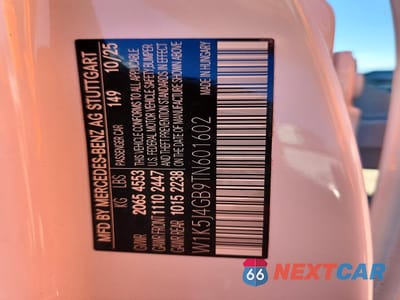 MFD BY MERCEDES-BENZ AG STUTTGART
PASSENGER CAR 149 10/25
KG LBS
GVWR 2065 4553
GAWR FRONT 1110 2447
GAWR REAR 1015 2238
THIS VEHICLE CONFORMS TO ALL APPLICABLE
U.S. FEDERAL MOTOR VEHICLE SAFETY, BUMPER,
AND THEFT PREVENTION STANDARDS IN EFFECT
ON THE DATE OF MANUFACTURE SHOWN ABOVE
MADE IN HUNGARY
W1K5J4GB9TN601602
66 NEXTCAR